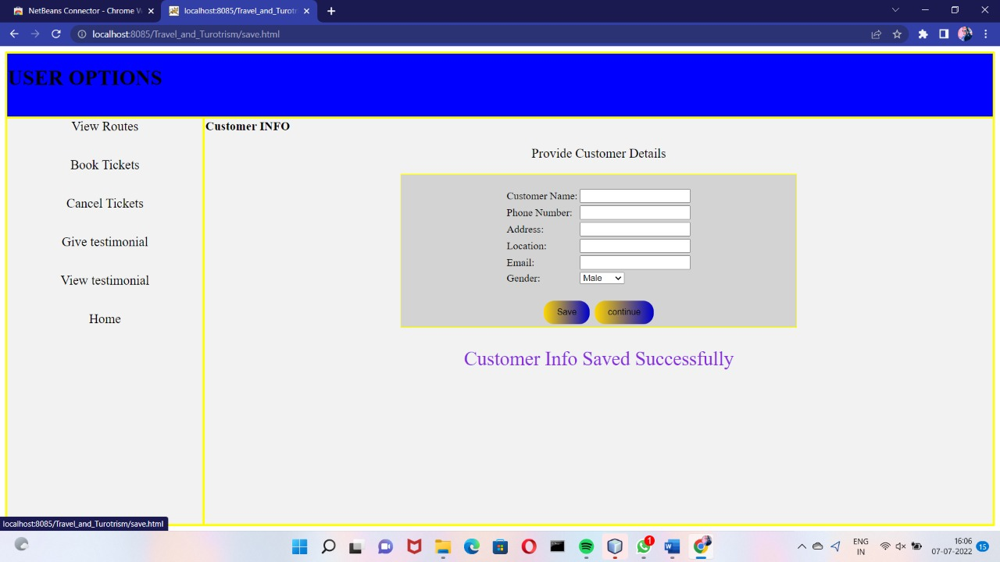 NetBeans Connector - Chrome W
localhost:8085/Travel_and_Turotr
localhost:8085/Travel_and_Turotrism/save.html
USER OPTIONS
View Routes
Book Tickets
Cancel Tickets
Give testimonial
View testimonial
Home
Customer INFO
Provide Customer Details
Customer Name:
Phone Number:
Address:
Location:
Email:
Gender: Male
Save continue
Customer Info Saved Successfully
localhost:8085/Travel_and_Turotrism/save.html
1
ENG
IN
16:06
07-07-2022
15